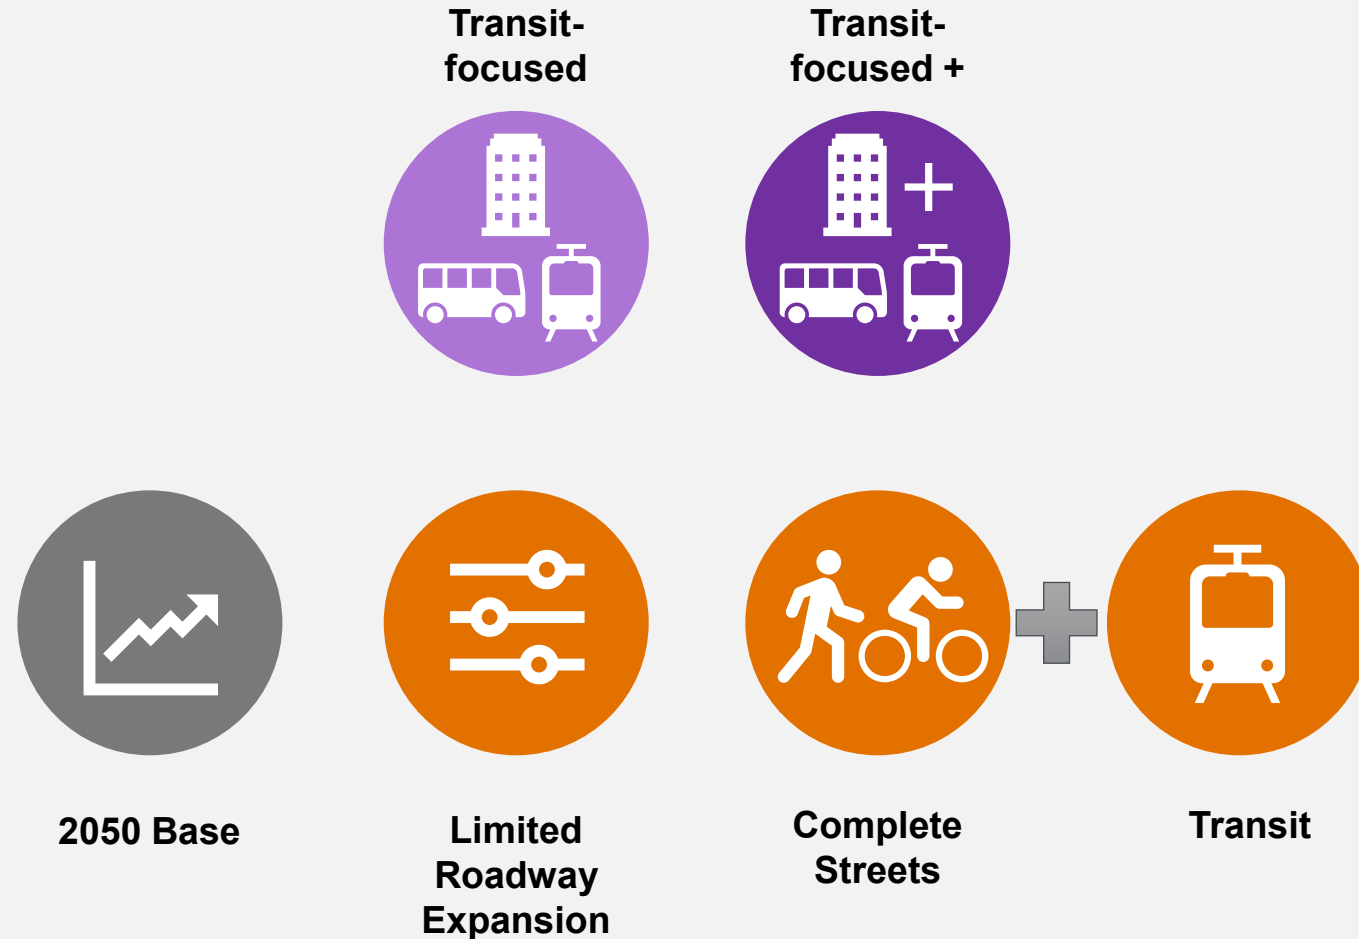 Transit-
focused
Transit-
focused +
2050 Base
Limited
Roadway
Expansion
Complete
Streets
Transit